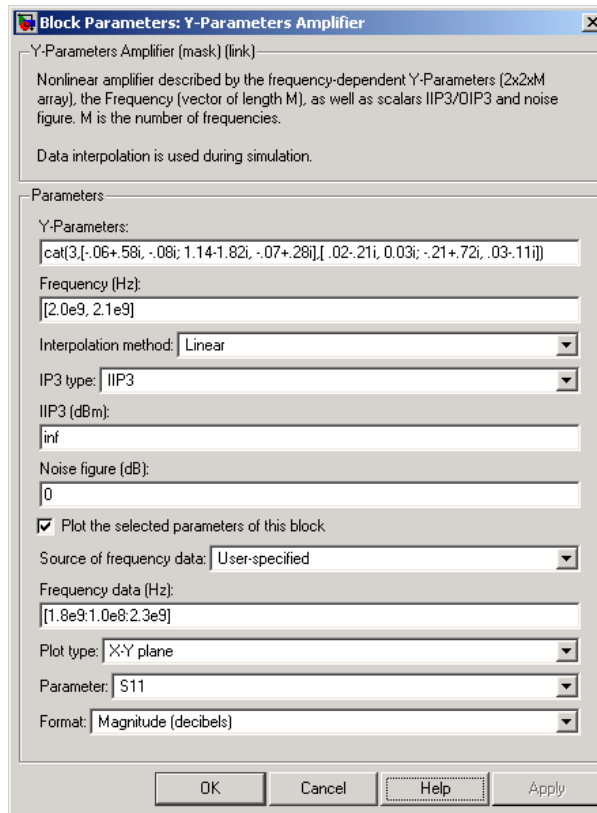 Block Parameters: Y-Parameters Amplifier
Y-Parameters Amplifier (mask) (link)
Nonlinear amplifier described by the frequency-dependent Y-Parameters (2x2xM
array), the Frequency (vector of length M), as well as scalars IIP3/OIP3 and noise
figure. M is the number of frequencies.
Data interpolation is used during simulation.
Parameters
Y-Parameters:
cat(3,[-.06+.58i, -.08i; 1.14-1.82i, -.07+.28i],[ .02-.21i, 0.03i; -.21+.72i, .03-.11i])
Frequency (Hz):
[2.0e9, 2.1e9]
Interpolation method: Linear
IP3 type: IIP3
IIP3 (dBm):
inf
Noise figure (dB):
0
Plot the selected parameters of this block
Source of frequency data: User-specified
Frequency data (Hz):
[1.8e9:1.0e8:2.3e9]
Plot type: X-Y plane
Parameter: S11
Format: Magnitude (decibels)
OK Cancel Help Apply